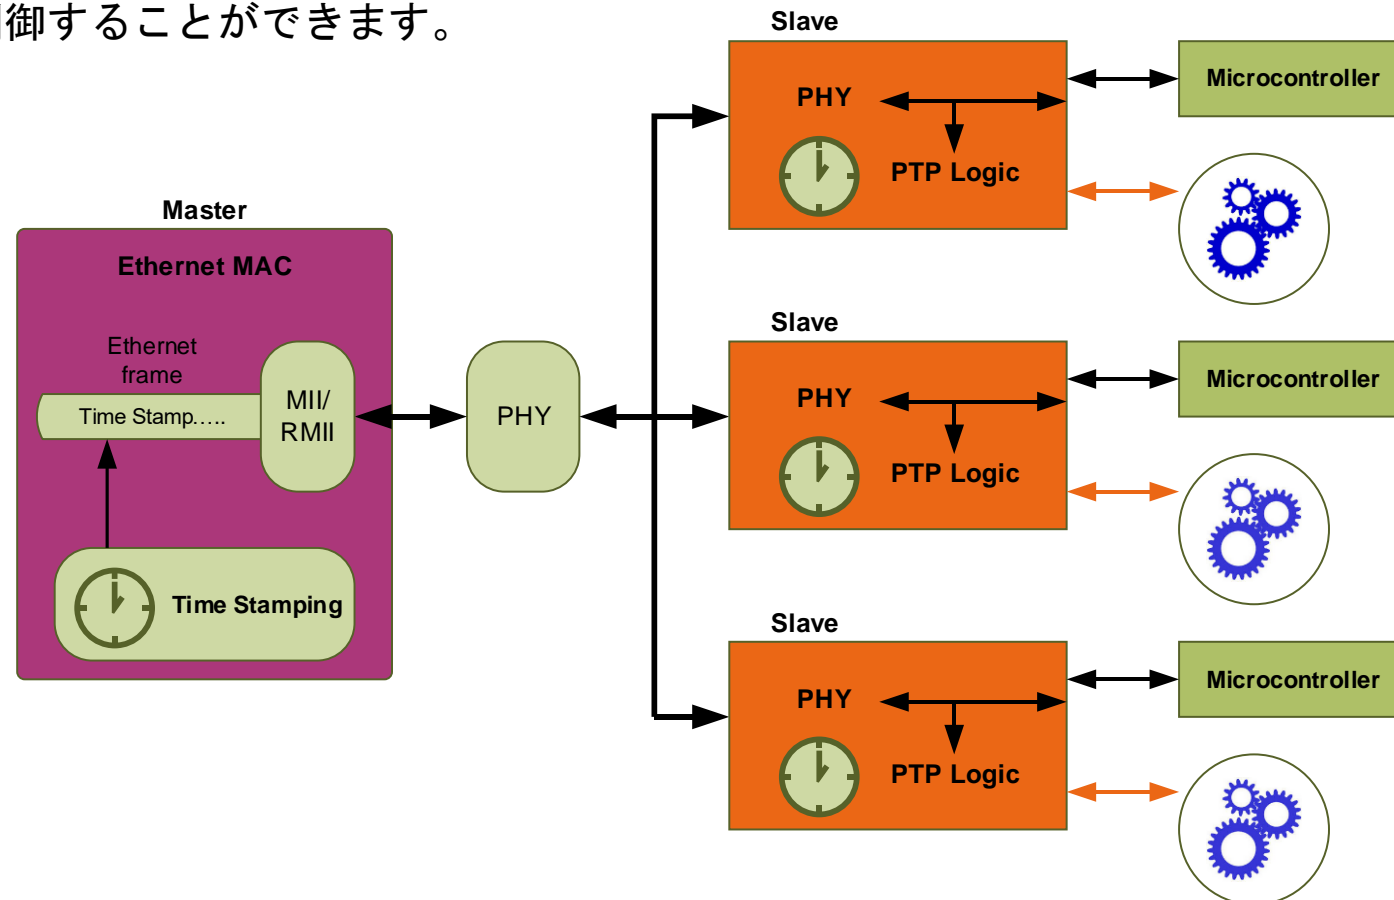 御することができます。
Master
Ethernet MAC
Ethernet
frame
Time Stamp.....
MII/
RMII
Time Stamping
PHY
Slave
PHY
PTP Logic
Microcontroller
Slave
PHY
PTP Logic
Microcontroller
Slave
PHY
PTP Logic
Microcontroller